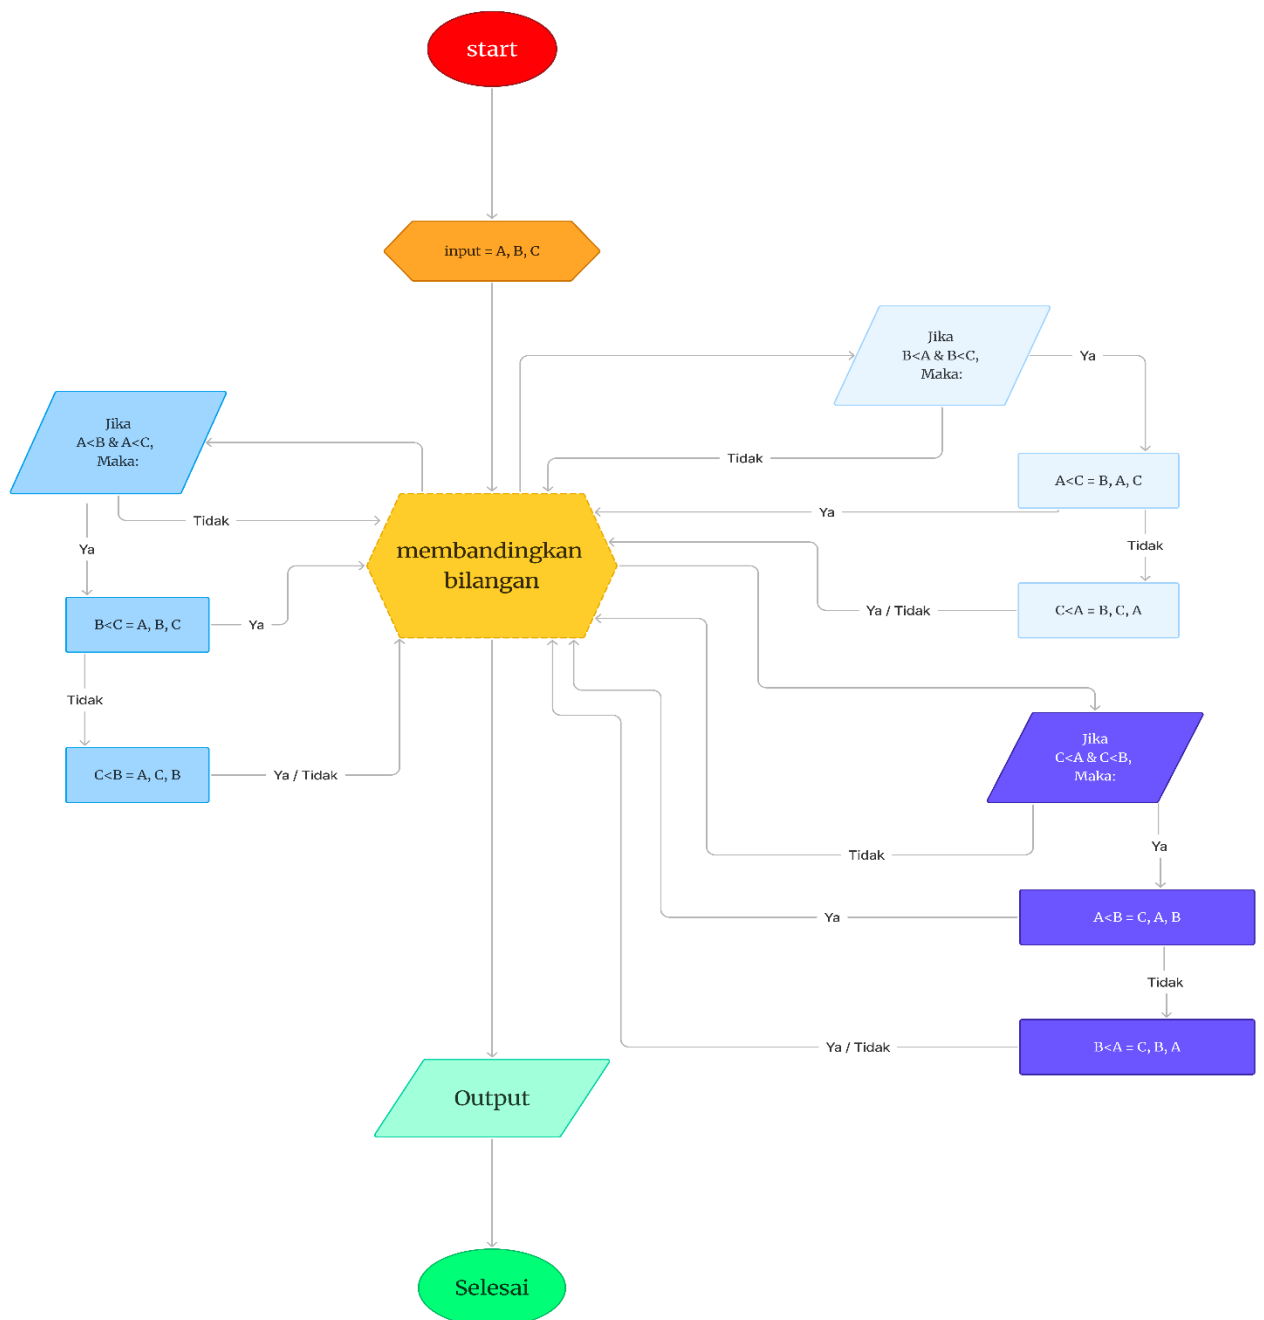 start
input = A, B, C
Jika
B<A & B<C,
Maka:
Ya
Tidak
A<C = B, A, C
Ya
Tidak
C<A = B, C, A
Ya / Tidak
Jika
A<B & A<C,
Maka:
Tidak
Ya
B<C = A, B, C
Ya
Tidak
C<B = A, C, B
Ya / Tidak
membandingkan
bilangan
Jika
C<A & C<B,
Maka:
Tidak
Ya
A<B = C, A, B
Ya
Tidak
B<A = C, B, A
Ya / Tidak
Output
Selesai